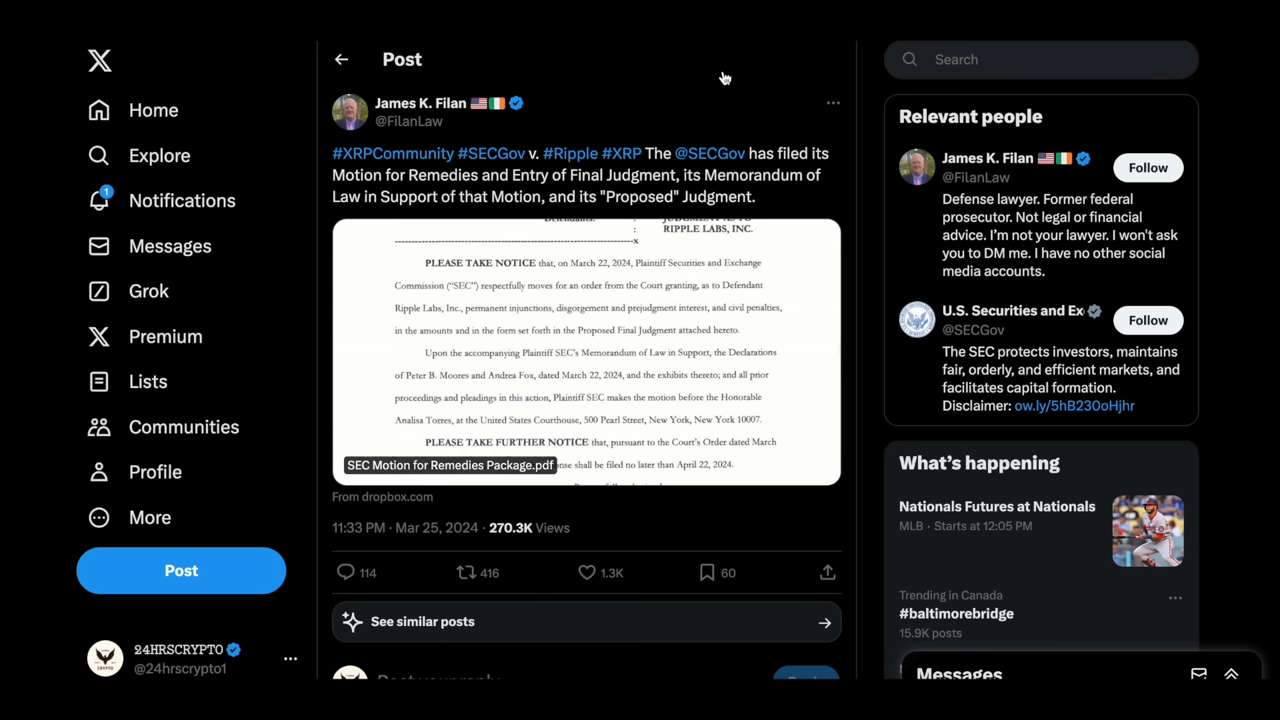 Home
Explore
1
Notifications
Messages
Grok
Premium
Lists
Communities
Profile
More
Post
24HRSCRYPTO
@24hrscrypto1
Post
James K. Filan
@FilanLaw
#XRPCommunity #SECGov v. #Ripple #XRP The @SECGov has filed its
Motion for Remedies and Entry of Final Judgment, its Memorandum of
Law in Support of that Motion, and its "Proposed" Judgment.
Defendants. : JUDGMENT AS TO
: RIPPLE LABS, INC.
---------------------------------------------------------------x
PLEASE TAKE NOTICE that, on March 22, 2024, Plaintiff Securities and Exchange
Commission ("SEC") respectfully moves for an order from the Court granting, as to Defendant
Ripple Labs, Inc., permanent injunctions, disgorgement and prejudgment interest, and civil penalties,
in the amounts and in the form set forth in the Proposed Final Judgment attached hereto.
Upon the accompanying Plaintiff SEC's Memorandum of Law in Support, the Declarations
of Peter B. Moores and Andrea Fox, dated March 22, 2024, and the exhibits thereto; and all prior
proceedings and pleadings in this action, Plaintiff SEC makes the motion before the Honorable
Analisa Torres, at the United States Courthouse, 500 Pearl Street, New York, New York 10007.
PLEASE TAKE FURTHER NOTICE that, pursuant to the Court's Order dated March
SEC Motion for Remedies Package.pdf
shall be filed no later than April 22, 2024.
From dropbox.com
11:33 PM · Mar 25, 2024 · 270.3K Views
114 416 1.3K 60
See similar posts
Post your reply
Search
Relevant people
James K. Filan
@FilanLaw
Follow
Defense lawyer. Former federal
prosecutor. Not legal or financial
advice. I'm not your lawyer. I won't ask
you to DM me. I have no other social
media accounts.
U.S. Securities and Ex
@SECGov
Follow
The SEC protects investors, maintains
fair, orderly, and efficient markets, and
facilitates capital formation.
Disclaimer: ow.ly/5hB230oHjhr
What's happening
Nationals Futures at Nationals
MLB · Starts at 12:05 PM
Trending in Canada
#baltimorebridge
15.9K posts
Messages